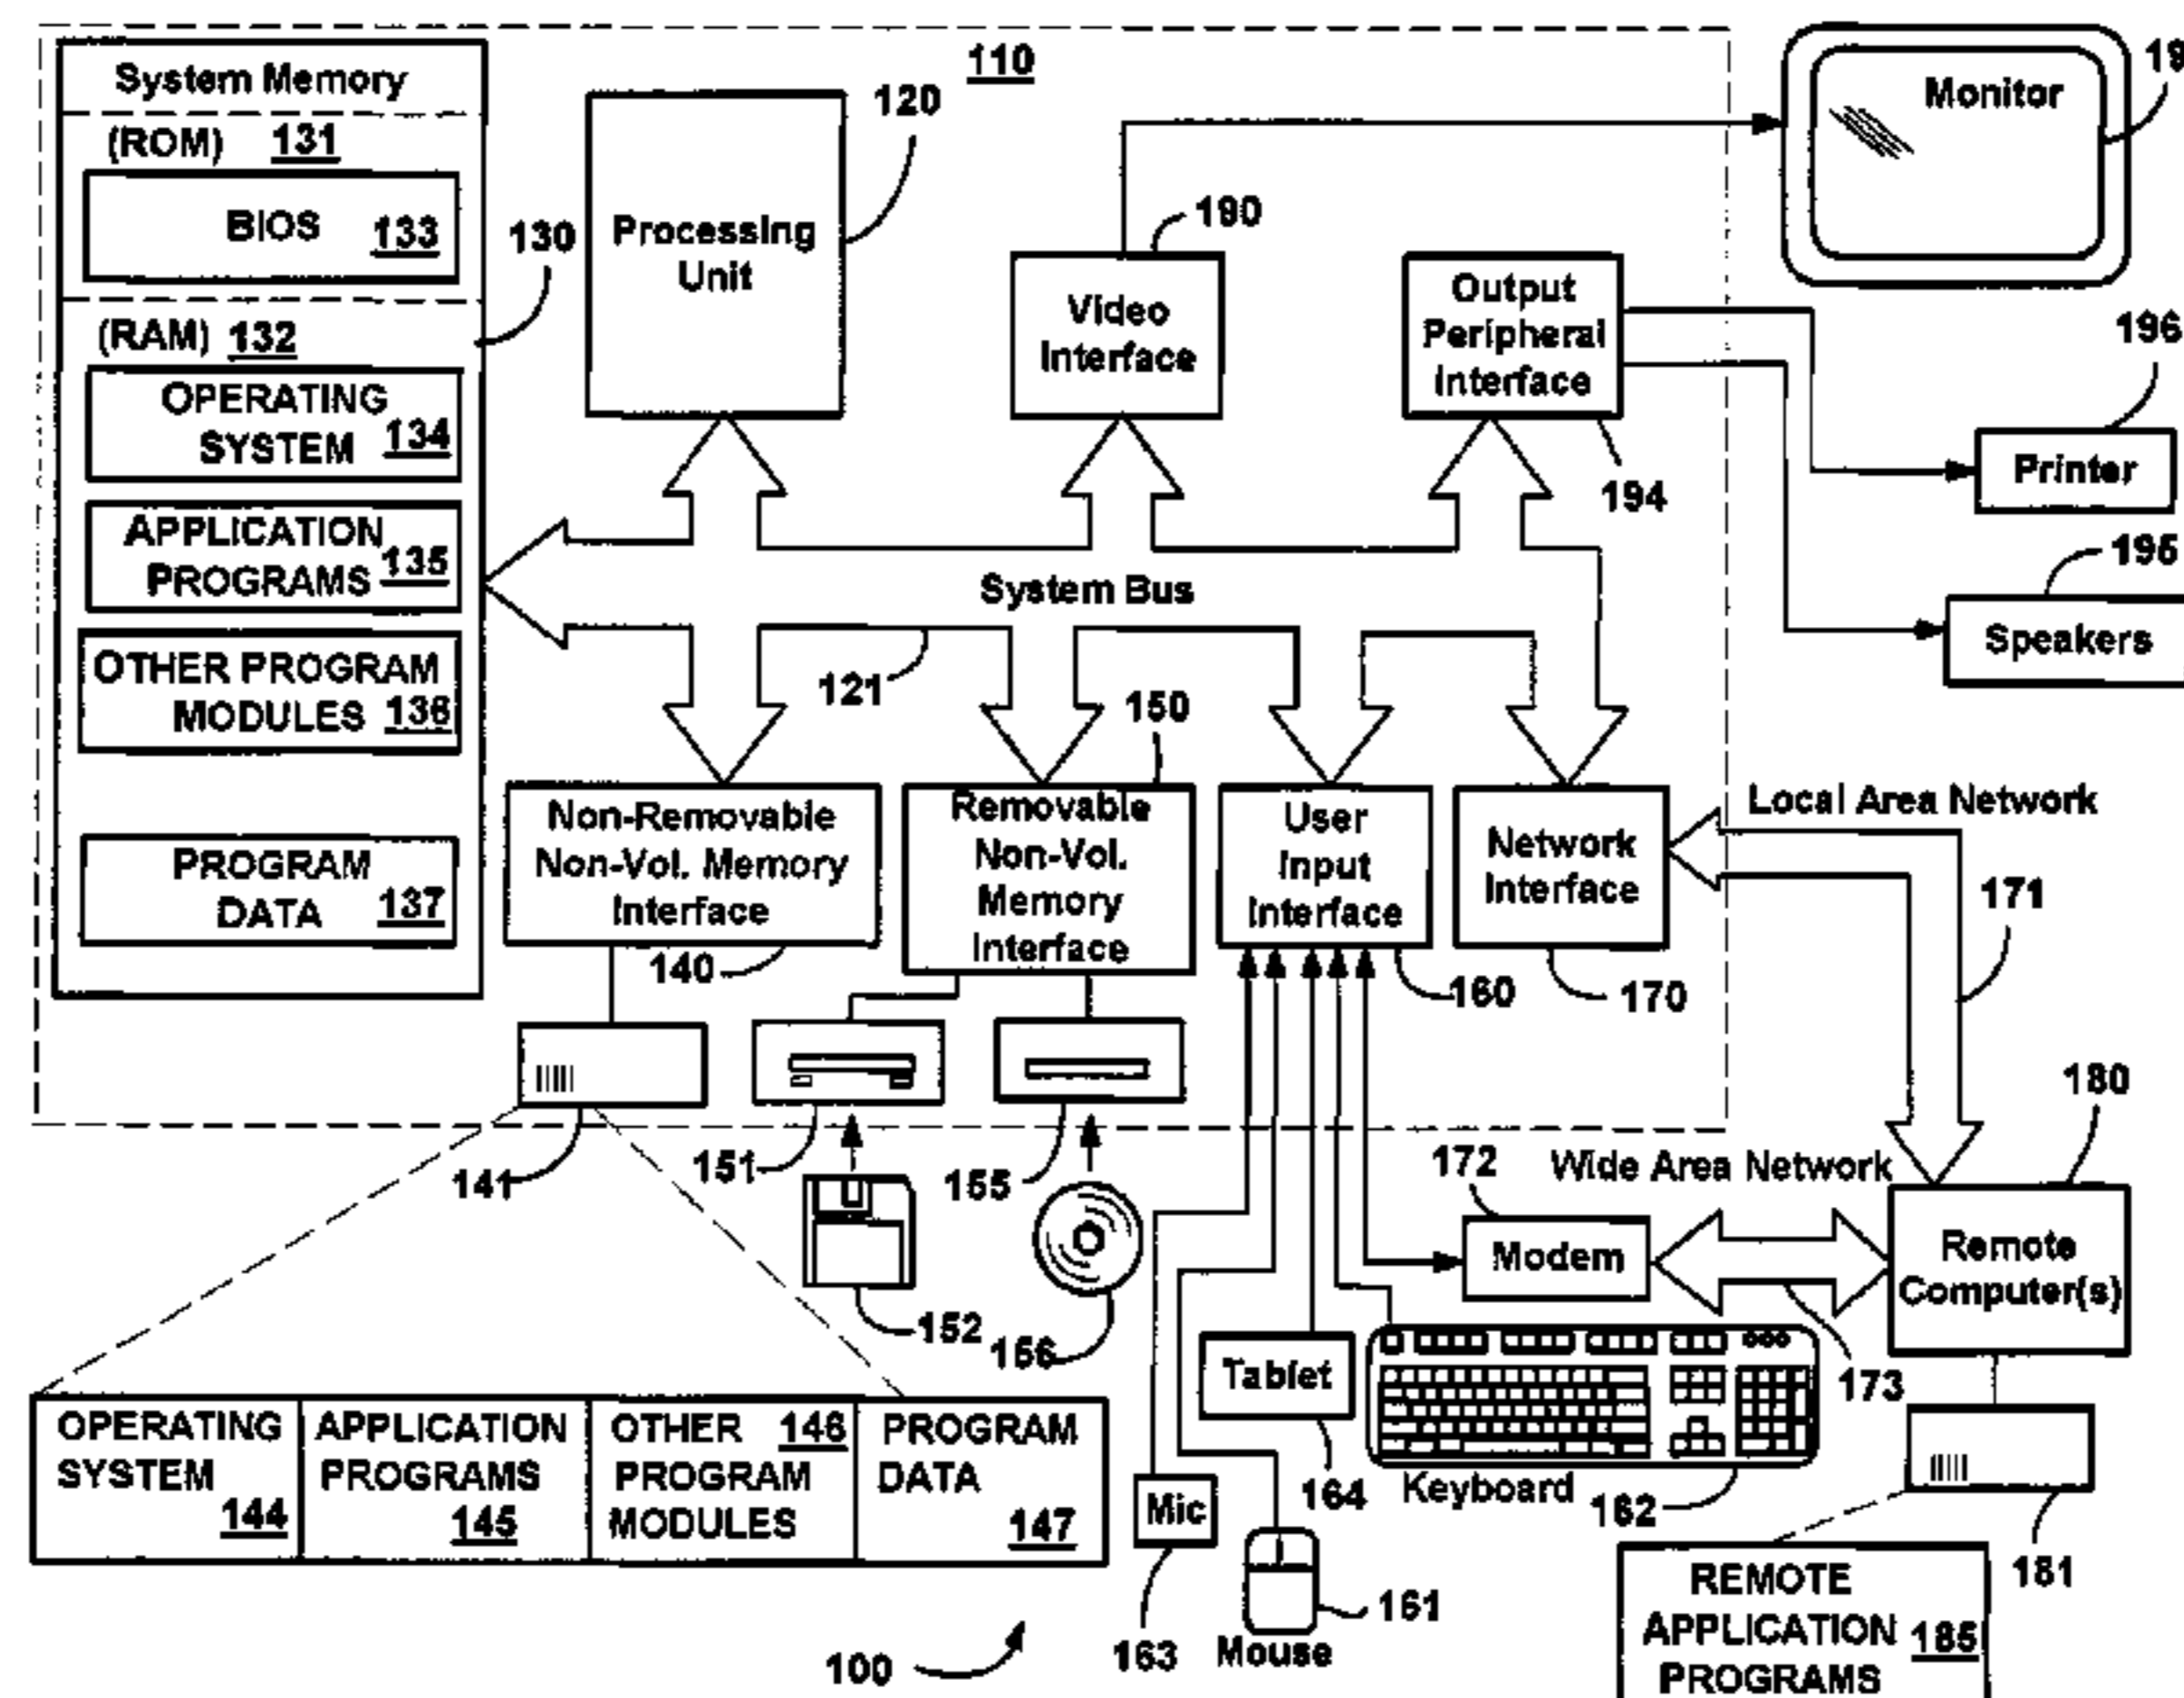 110
System Memory
(ROM) 131
BIOS 133
130
(RAM) 132
OPERATING
SYSTEM 134
APPLICATION
PROGRAMS 135
OTHER PROGRAM
MODULES 136
PROGRAM
DATA 137
120
Processing
Unit
190
Video
Interface
Output
Peripheral
Interface
194
Monitor
19
196
Printer
195
Speakers
System Bus
121
150
Non-Removable
Non-Vol. Memory
Interface
140
Removable
Non-Vol.
Memory
Interface
User
Input
Interface
160
Network
Interface
170
Local Area Network
171
180
141
151
155
152
156
172
Wide Area Network
Modem
Remote
Computer(s)
173
Tablet
164
Keyboard
162
181
OPERATING
SYSTEM
144
APPLICATION
PROGRAMS
145
OTHER 146
PROGRAM
MODULES
PROGRAM
DATA
147
Mic
163
161
Mouse
100
REMOTE
APPLICATION 185
PROGRAMS